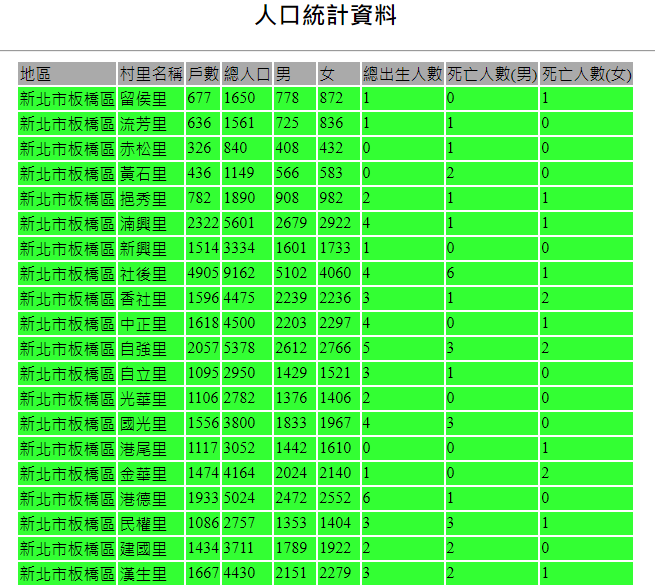 人口統計資料
地區 村里名稱 戶數 總人口 男 女 總出生人數 死亡人數(男) 死亡人數(女)
新北市板橋區 留侯里 677 1650 778 872 1 0 1
新北市板橋區 流芳里 636 1561 725 836 1 1 0
新北市板橋區 赤松里 326 840 408 432 0 1 0
新北市板橋區 黃石里 436 1149 566 583 0 2 0
新北市板橋區 挹秀里 782 1890 908 982 2 1 1
新北市板橋區 湳興里 2322 5601 2679 2922 4 1 1
新北市板橋區 新興里 1514 3334 1601 1733 1 0 0
新北市板橋區 社後里 4905 9162 5102 4060 4 6 1
新北市板橋區 香社里 1596 4475 2239 2236 3 1 2
新北市板橋區 中正里 1618 4500 2203 2297 4 0 1
新北市板橋區 自強里 2057 5378 2612 2766 5 3 2
新北市板橋區 自立里 1095 2950 1429 1521 3 1 0
新北市板橋區 光華里 1106 2782 1376 1406 2 0 0
新北市板橋區 國光里 1556 3800 1833 1967 4 3 0
新北市板橋區 港尾里 1117 3052 1442 1610 0 0 1
新北市板橋區 金華里 1474 4164 2024 2140 1 0 2
新北市板橋區 港德里 1933 5024 2472 2552 6 1 0
新北市板橋區 民權里 1086 2757 1353 1404 3 3 1
新北市板橋區 建國里 1434 3711 1789 1922 2 2 0
新北市板橋區 漢生里 1667 4430 2151 2279 3 2 1